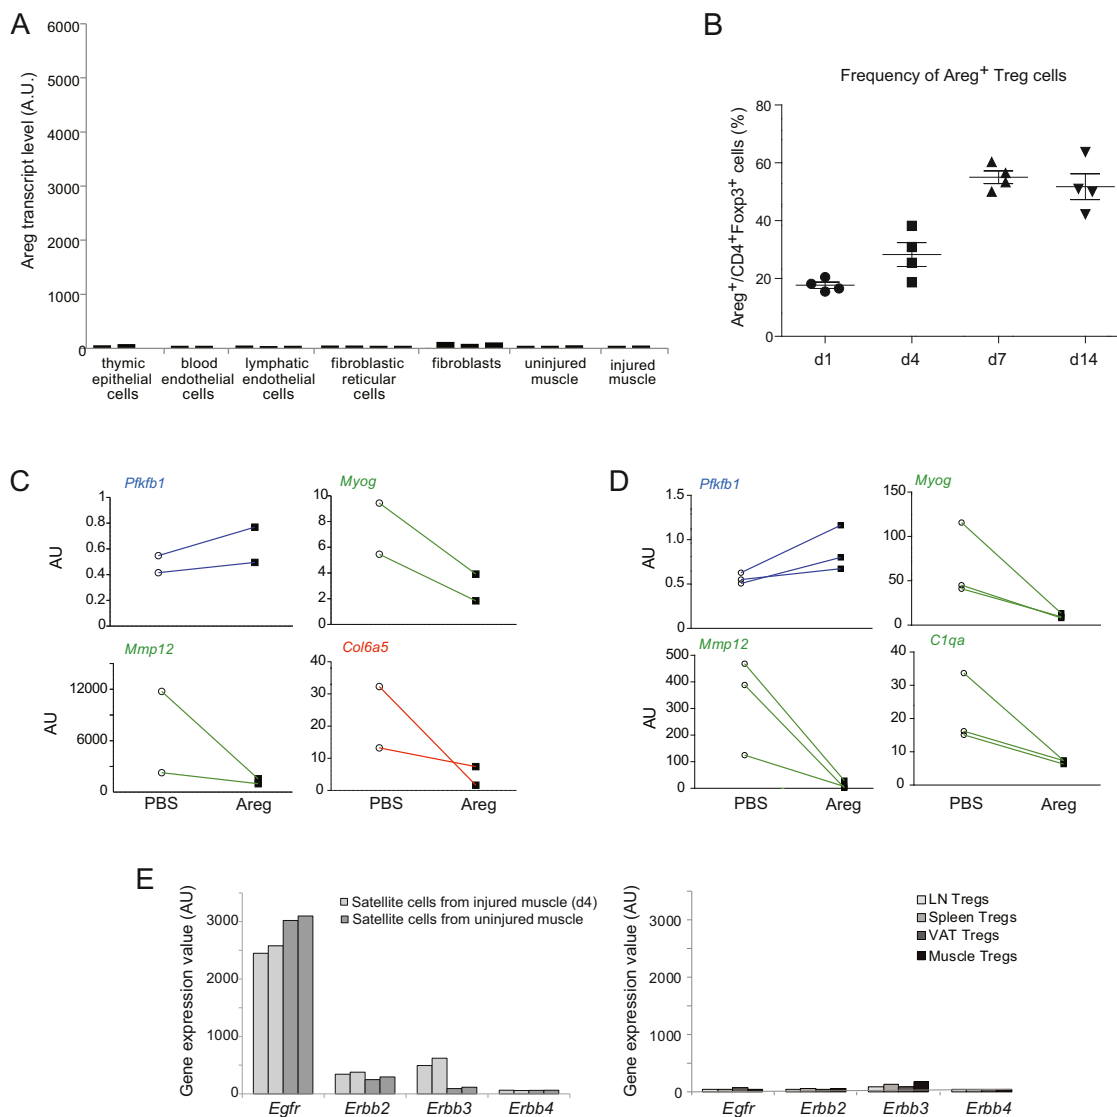 A
Areg transcript level (A.U.)
6000
5000
4000
3000
2000
1000
0
thymic
epithelial
cells
blood
endothelial
cells
lymphatic
endothelial
cells
fibroblastic
reticular
cells
fibroblasts
uninjured
muscle
injured
muscle
B
Frequency of Areg+ Treg cells
Areg+/CD4+Foxp3+ cells (%)
80
60
40
20
0
d1
d4
d7
d14
C
Pfkfb1
AU
1
0.8
0.6
0.4
0.2
0
Myog
10
8
6
4
2
0
Mmp12
AU
12000
6000
0
PBS
Areg
Col6a5
40
30
20
10
0
PBS
Areg
D
Pfkfb1
AU
1.5
1.0
0.5
0
Myog
150
100
50
0
Mmp12
AU
500
400
300
200
100
0
PBS
Areg
C1qa
40
30
20
10
0
PBS
Areg
E
Gene expression value (AU)
3000
2000
1000
0
Satellite cells from injured muscle (d4)
Satellite cells from uninjured muscle
Egfr
Erbb2
Erbb3
Erbb4
Gene expression value (AU)
3000
2000
1000
0
LN Tregs
Spleen Tregs
VAT Tregs
Muscle Tregs
Egfr
Erbb2
Erbb3
Erbb4